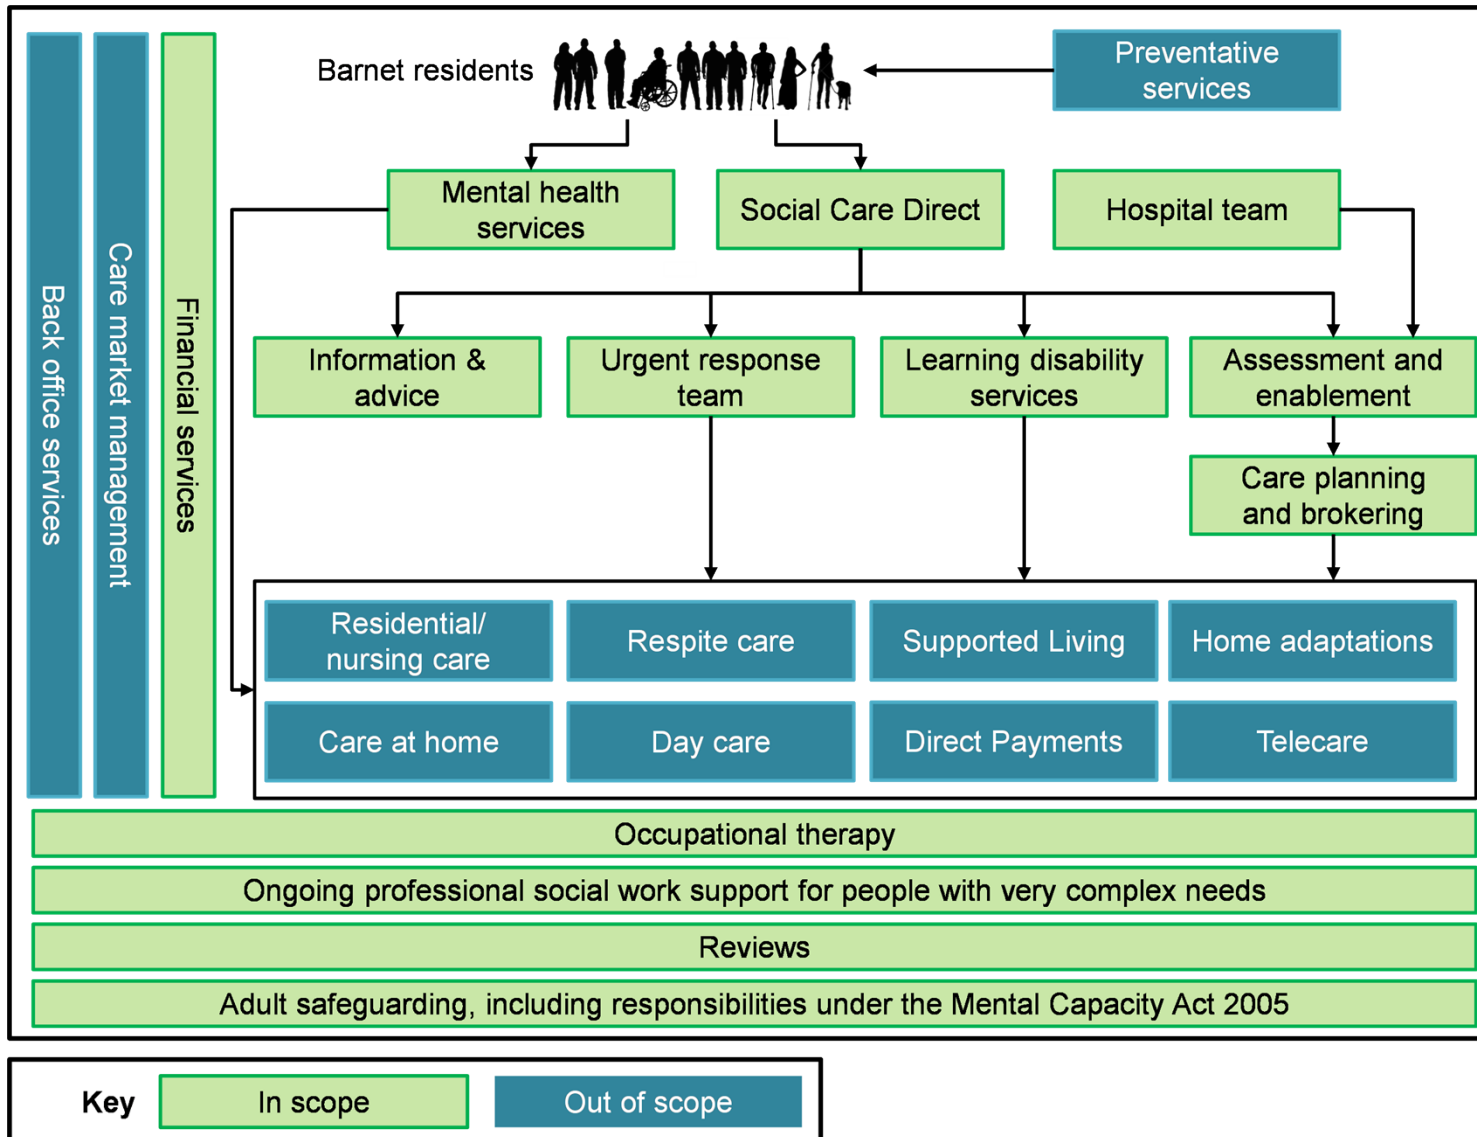 Barnet residents
Preventative
services
Mental health
services
Social Care Direct
Hospital team
Back office services
Care market management
Financial services
Information &
advice
Urgent response
team
Learning disability
services
Assessment and
enablement
Care planning
and brokering
Residential/
nursing care
Respite care
Supported Living
Home adaptations
Care at home
Day care
Direct Payments
Telecare
Occupational therapy
Ongoing professional social work support for people with very complex needs
Reviews
Adult safeguarding, including responsibilities under the Mental Capacity Act 2005
Key
In scope
Out of scope